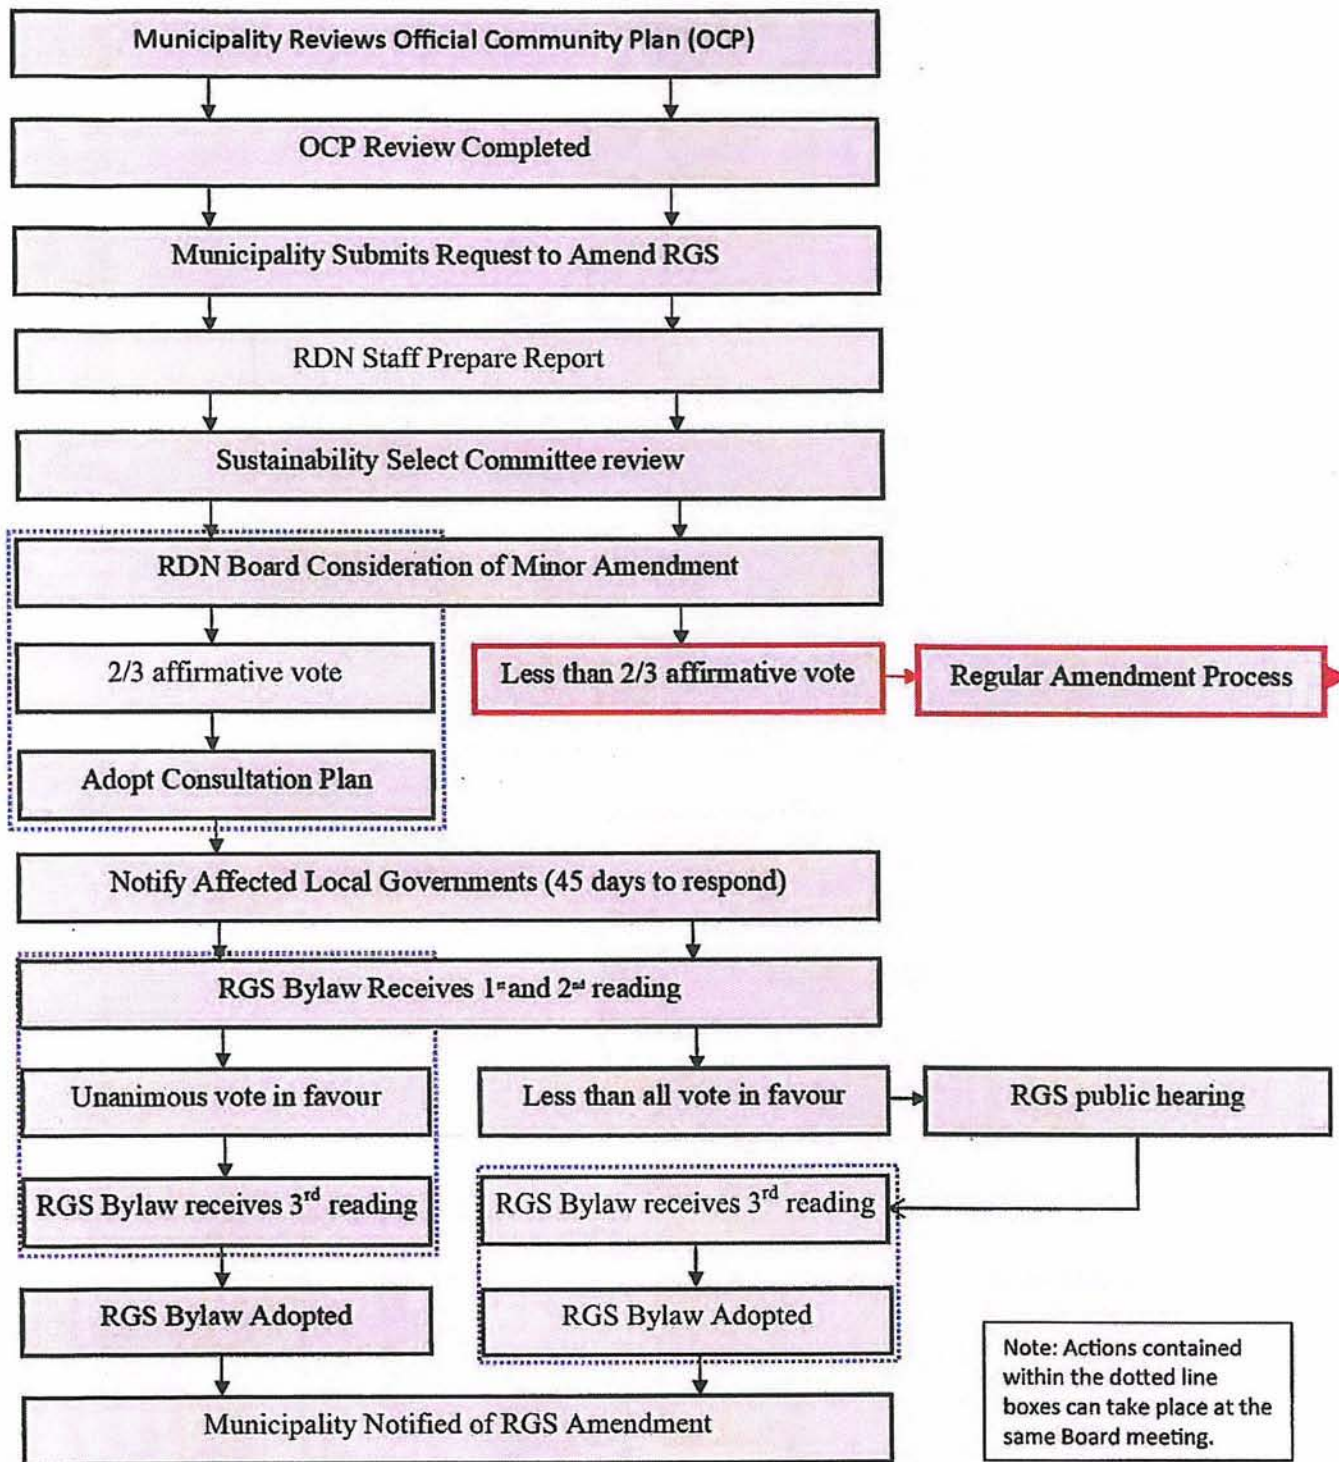 Municipality Reviews Official Community Plan (OCP)
OCP Review Completed
Municipality Submits Request to Amend RGS
RDN Staff Prepare Report
Sustainability Select Committee review
RDN Board Consideration of Minor Amendment
2/3 affirmative vote
Less than 2/3 affirmative vote
Regular Amendment Process
Adopt Consultation Plan
Notify Affected Local Governments (45 days to respond)
RGS Bylaw Receives 1st and 2nd reading
Unanimous vote in favour
Less than all vote in favour
RGS public hearing
RGS Bylaw receives 3rd reading
RGS Bylaw receives 3rd reading
RGS Bylaw Adopted
RGS Bylaw Adopted
Note: Actions contained
within the dotted line
boxes can take place at the
same Board meeting.
Municipality Notified of RGS Amendment